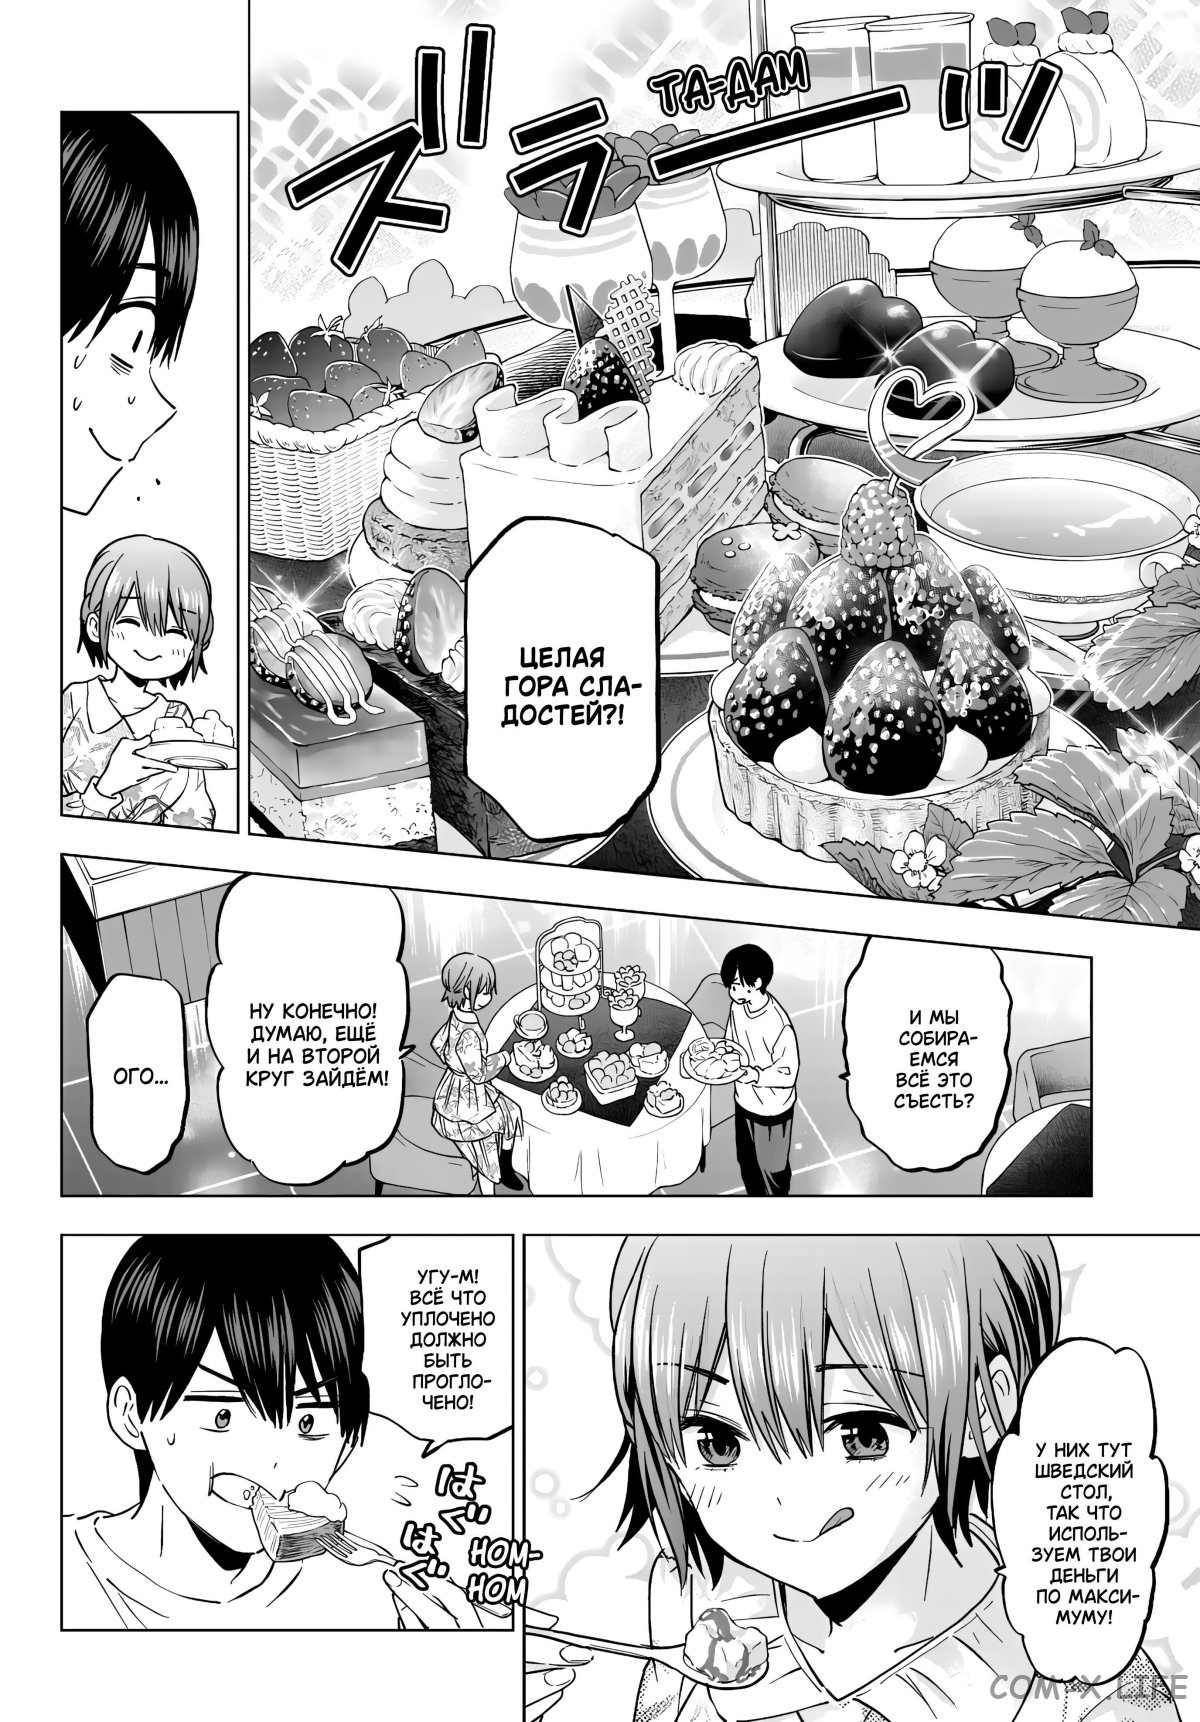 ТА-ДАМ
ズラーッ
ЦЕЛАЯ
ГОРА СЛА-
ДОСТЕЙ?!
И МЫ
СОБИРА-
ЕМСЯ
ВСЁ ЭТО
СЪЕСТЬ?
НУ КОНЕЧНО!
ДУМАЮ, ЕЩЁ
И НА ВТОРОЙ
КРУГ ЗАЙДЁМ!
ОГО...
У НИХ ТУТ
ШВЕДСКИЙ
СТОЛ,
ТАК ЧТО
ИСПОЛЬ-
ЗУЕМ ТВОИ
ДЕНЬГИ
ПО МАКСИ-
МУМУ!
УГУ-М!
ВСЁ ЧТО
УПЛОЧЕНО
ДОЛЖНО
БЫТЬ
ПРОГЛО-
ЧЕНО!
はぐ
はぐ
НОМ-
НОМ
COM-X.LIFE